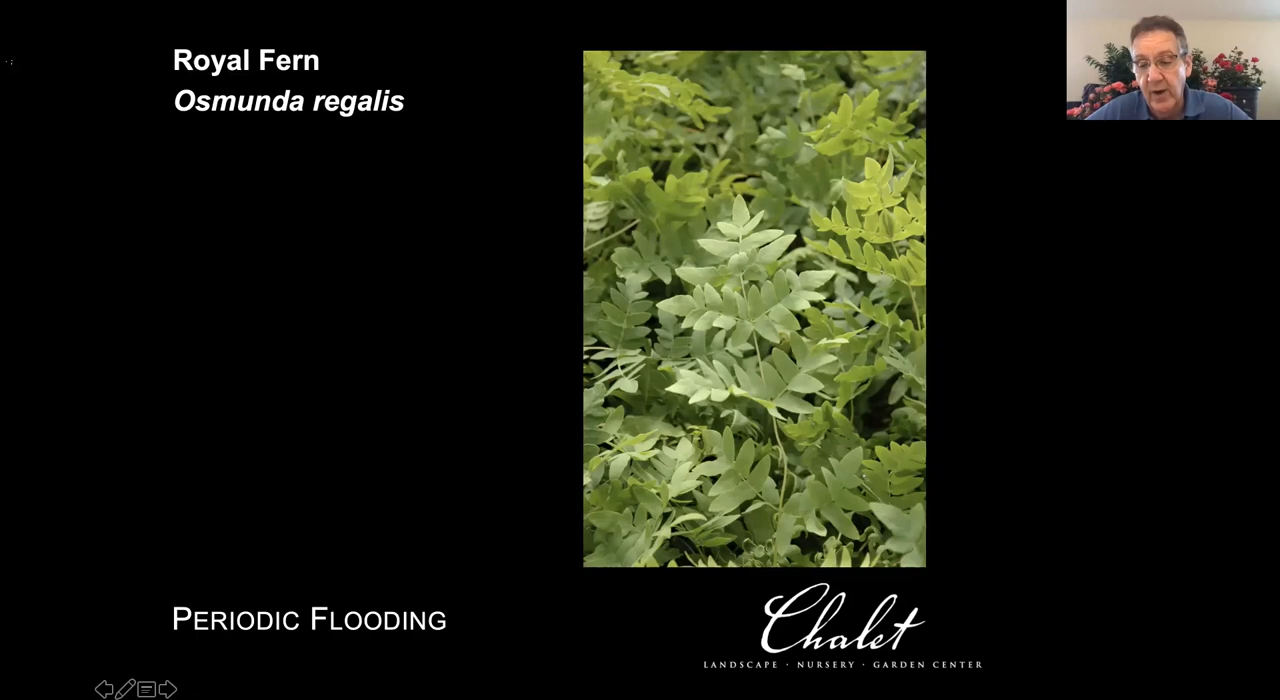 Royal Fern
Osmunda regalis
PERIODIC FLOODING
Chalet
LANDSCAPE · NURSERY · GARDEN CENTER